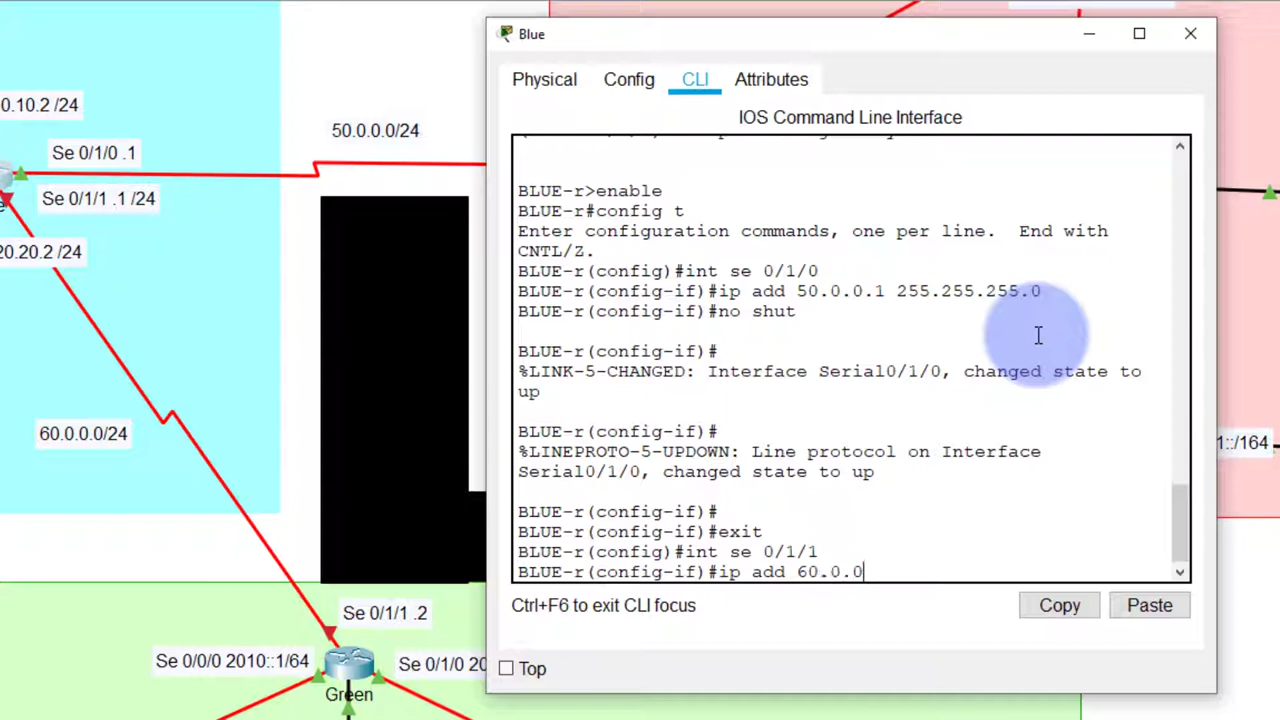 0.10.2 /24
Se 0/1/0 .1
Se 0/1/1 .1 /24
20.20.2 /24
60.0.0.0/24
50.0.0.0/24
Blue
Physical Config CLI Attributes
IOS Command Line Interface
BLUE-r>enable
BLUE-r#config t
Enter configuration commands, one per line.  End with
CNTL/Z.
BLUE-r(config)#int se 0/1/0
BLUE-r(config-if)#ip add 50.0.0.1 255.255.255.0
BLUE-r(config-if)#no shut
BLUE-r(config-if)#
%LINK-5-CHANGED: Interface Serial0/1/0, changed state to
up
BLUE-r(config-if)#
%LINEPROTO-5-UPDOWN: Line protocol on Interface
Serial0/1/0, changed state to up
BLUE-r(config-if)#
BLUE-r(config-if)#exit
BLUE-r(config)#int se 0/1/1
BLUE-r(config-if)#ip add 60.0.0
Ctrl+F6 to exit CLI focus
Copy Paste
Top
1::/164
Se 0/1/1 .2
Se 0/0/0 2010::1/64
Se 0/1/0 20
Green